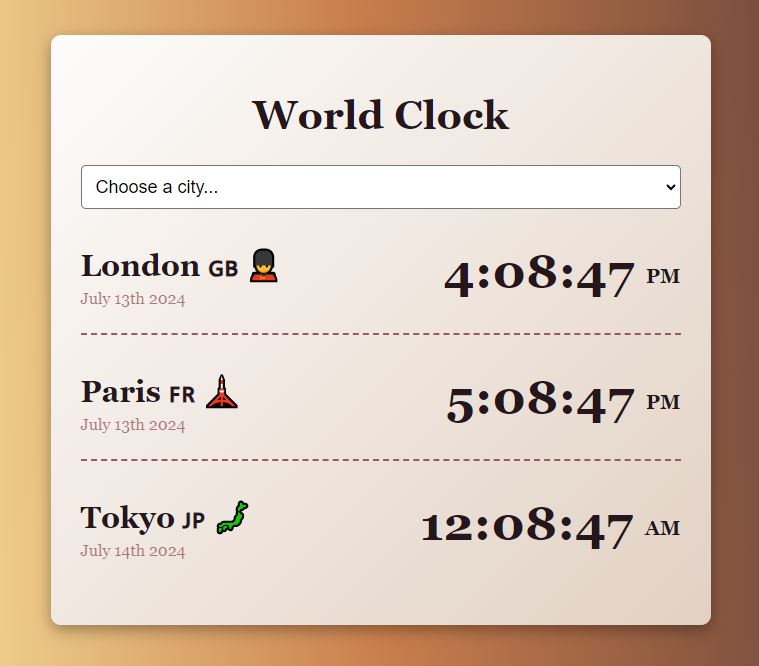 World Clock
Choose a city...
London GB 4:08:47 PM
July 13th 2024
Paris FR 5:08:47 PM
July 13th 2024
Tokyo JP 12:08:47 AM
July 14th 2024